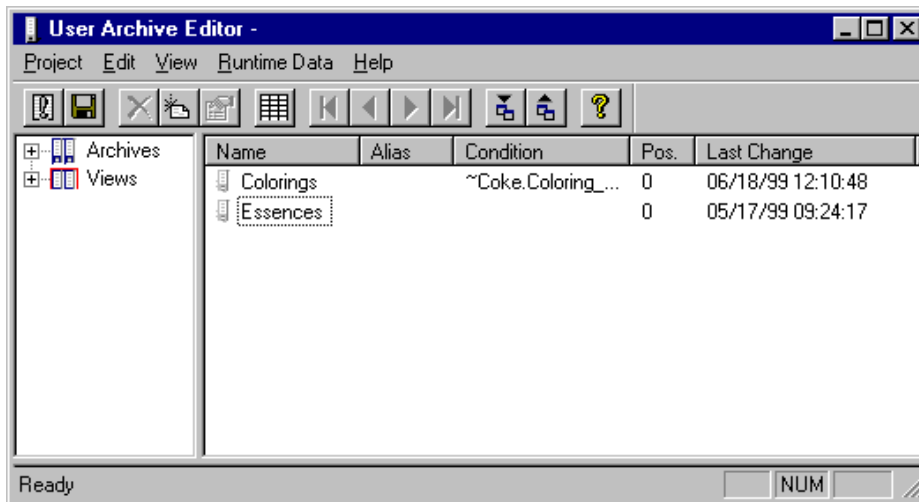 User Archive Editor -
Project Edit View Runtime Data Help
Archives
Views
Name Alias Condition Pos. Last Change
Colorings ~Coke.Coloring_... 0 06/18/99 12:10:48
Essences 0 05/17/99 09:24:17
Ready NUM